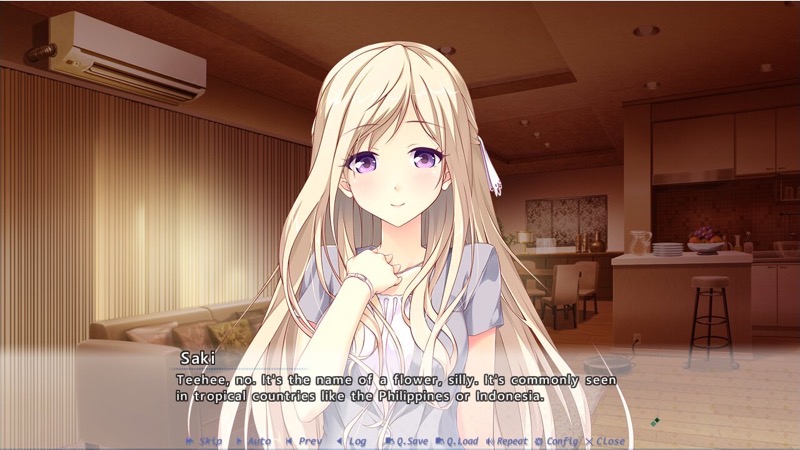 Saki
Teehee, no. It's the name of a flower, silly. It's commonly seen
in tropical countries like the Philippines or Indonesia.
Skip Auto Prev Log Q.Save Q.Load Repeat Config Close